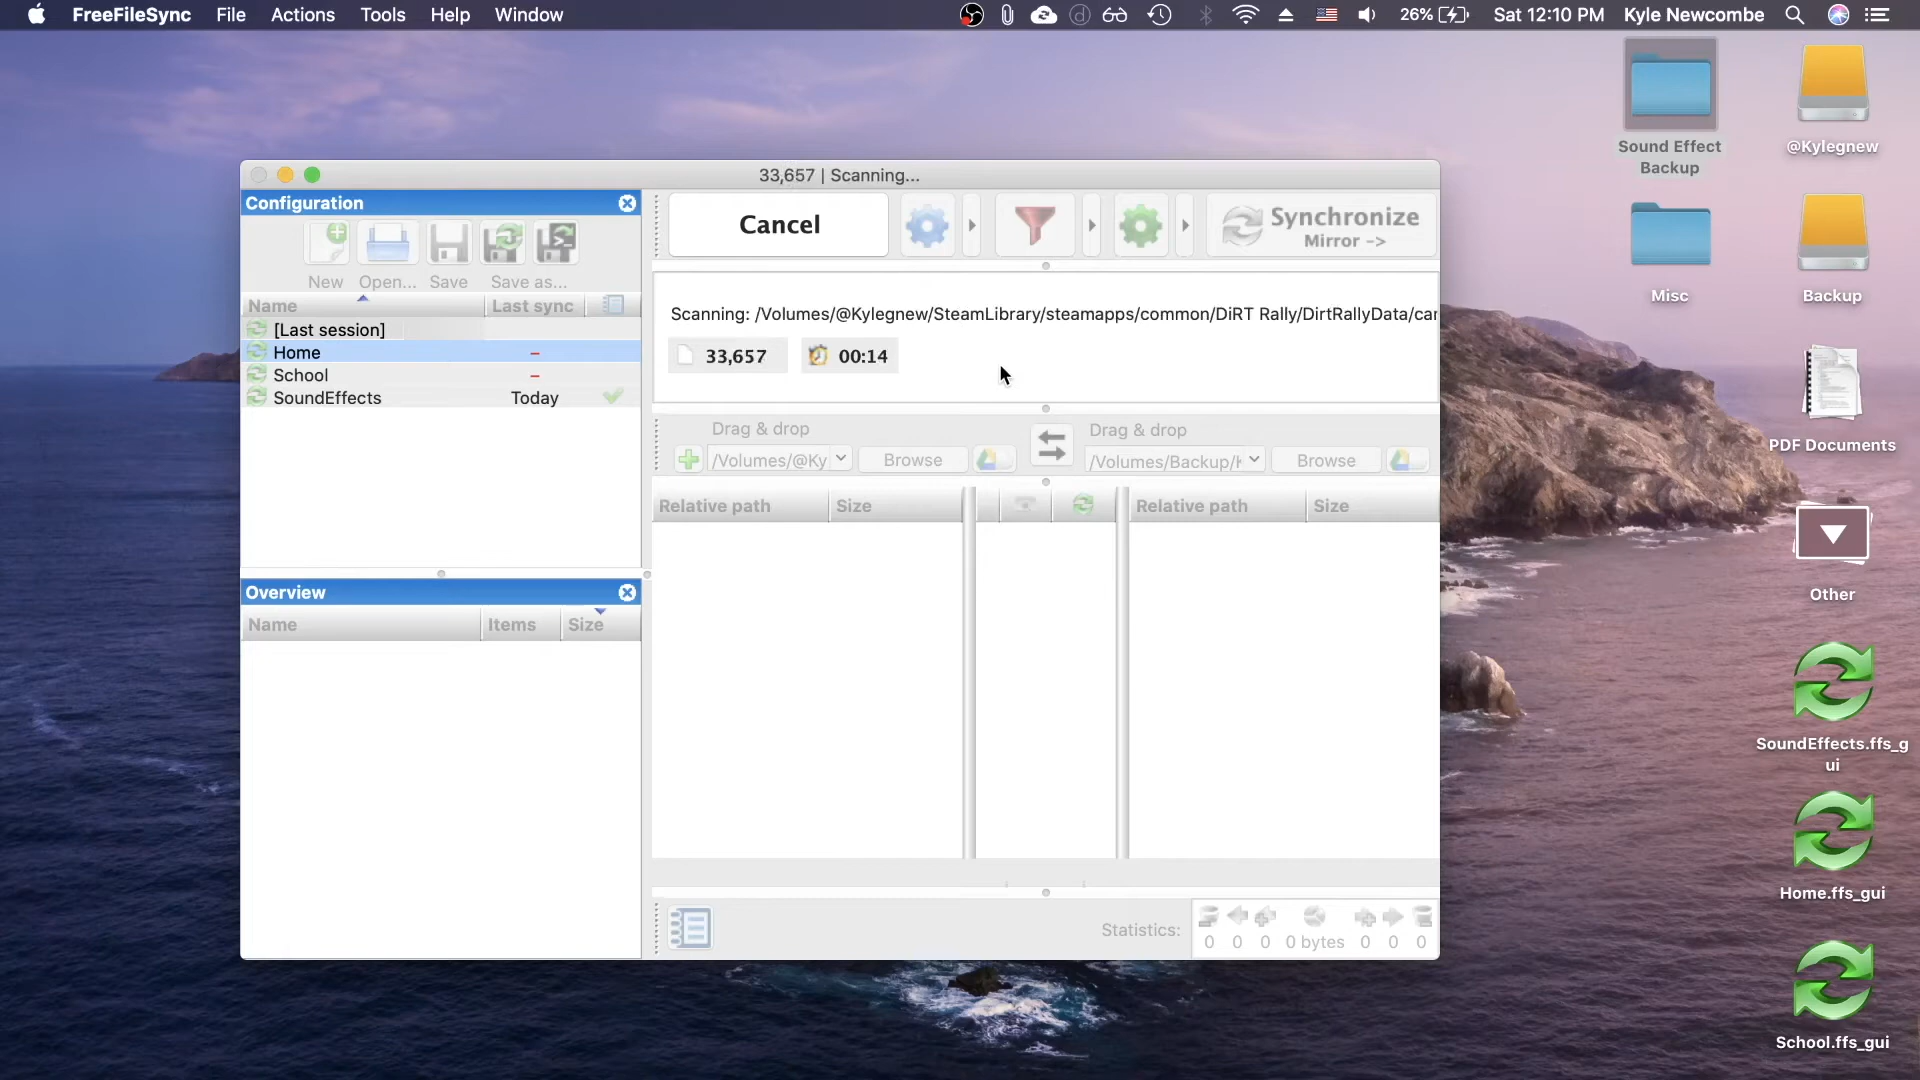 FreeFileSync File Actions Tools Help Window
26% Sat 12:10 PM Kyle Newcombe
Sound Effect
Backup
@Kylegnew
Misc
Backup
PDF Documents
Other
SoundEffects.ffs_g
ui
Home.ffs_gui
School.ffs_gui
33,657 | Scanning...
Configuration
New Open... Save Save as...
Name Last sync
[Last session]
Home –
School –
SoundEffects Today
Overview
Name Items Size
Cancel
Synchronize
Mirror ->
Scanning: /Volumes/@Kylegnew/SteamLibrary/steamapps/common/DiRT Rally/DirtRallyData/car
33,657 00:14
Drag & drop
/Volumes/@Ky Browse
Drag & drop
/Volumes/Backup/K Browse
Relative path Size
Relative path Size
Statistics:
0 0 0 0 bytes 0 0 0